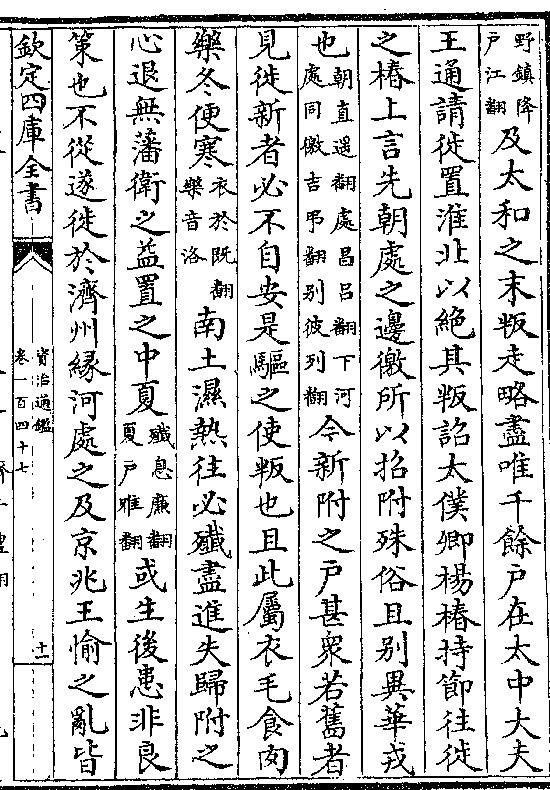 野鎮降戶江翻及太和之末叛走略盡唯千餘戶在太中大夫
王通請徙置淮北以絶其叛詔太僕卿楊椿持節往徙
之椿上言先朝處之邊徼所以招附殊俗且别異華戎
也朝直遥翻處昌吕翻下河處同徼吉弔翻别彼列翻今新附之戶甚衆若舊者
見徙新者必不自安是驅之使叛也且此屬衣毛食肉
樂冬便寒衣於既翻樂音洛南土濕熱往必殱盡進失歸附之
心退無藩衛之益置之中夏殱息亷翻夏戶雅翻或生後患非良
策也不從遂徙於濟州縁河處之及京兆王愉之亂皆
欽定四庫全書
資治通鑑
卷一百四十七
十一